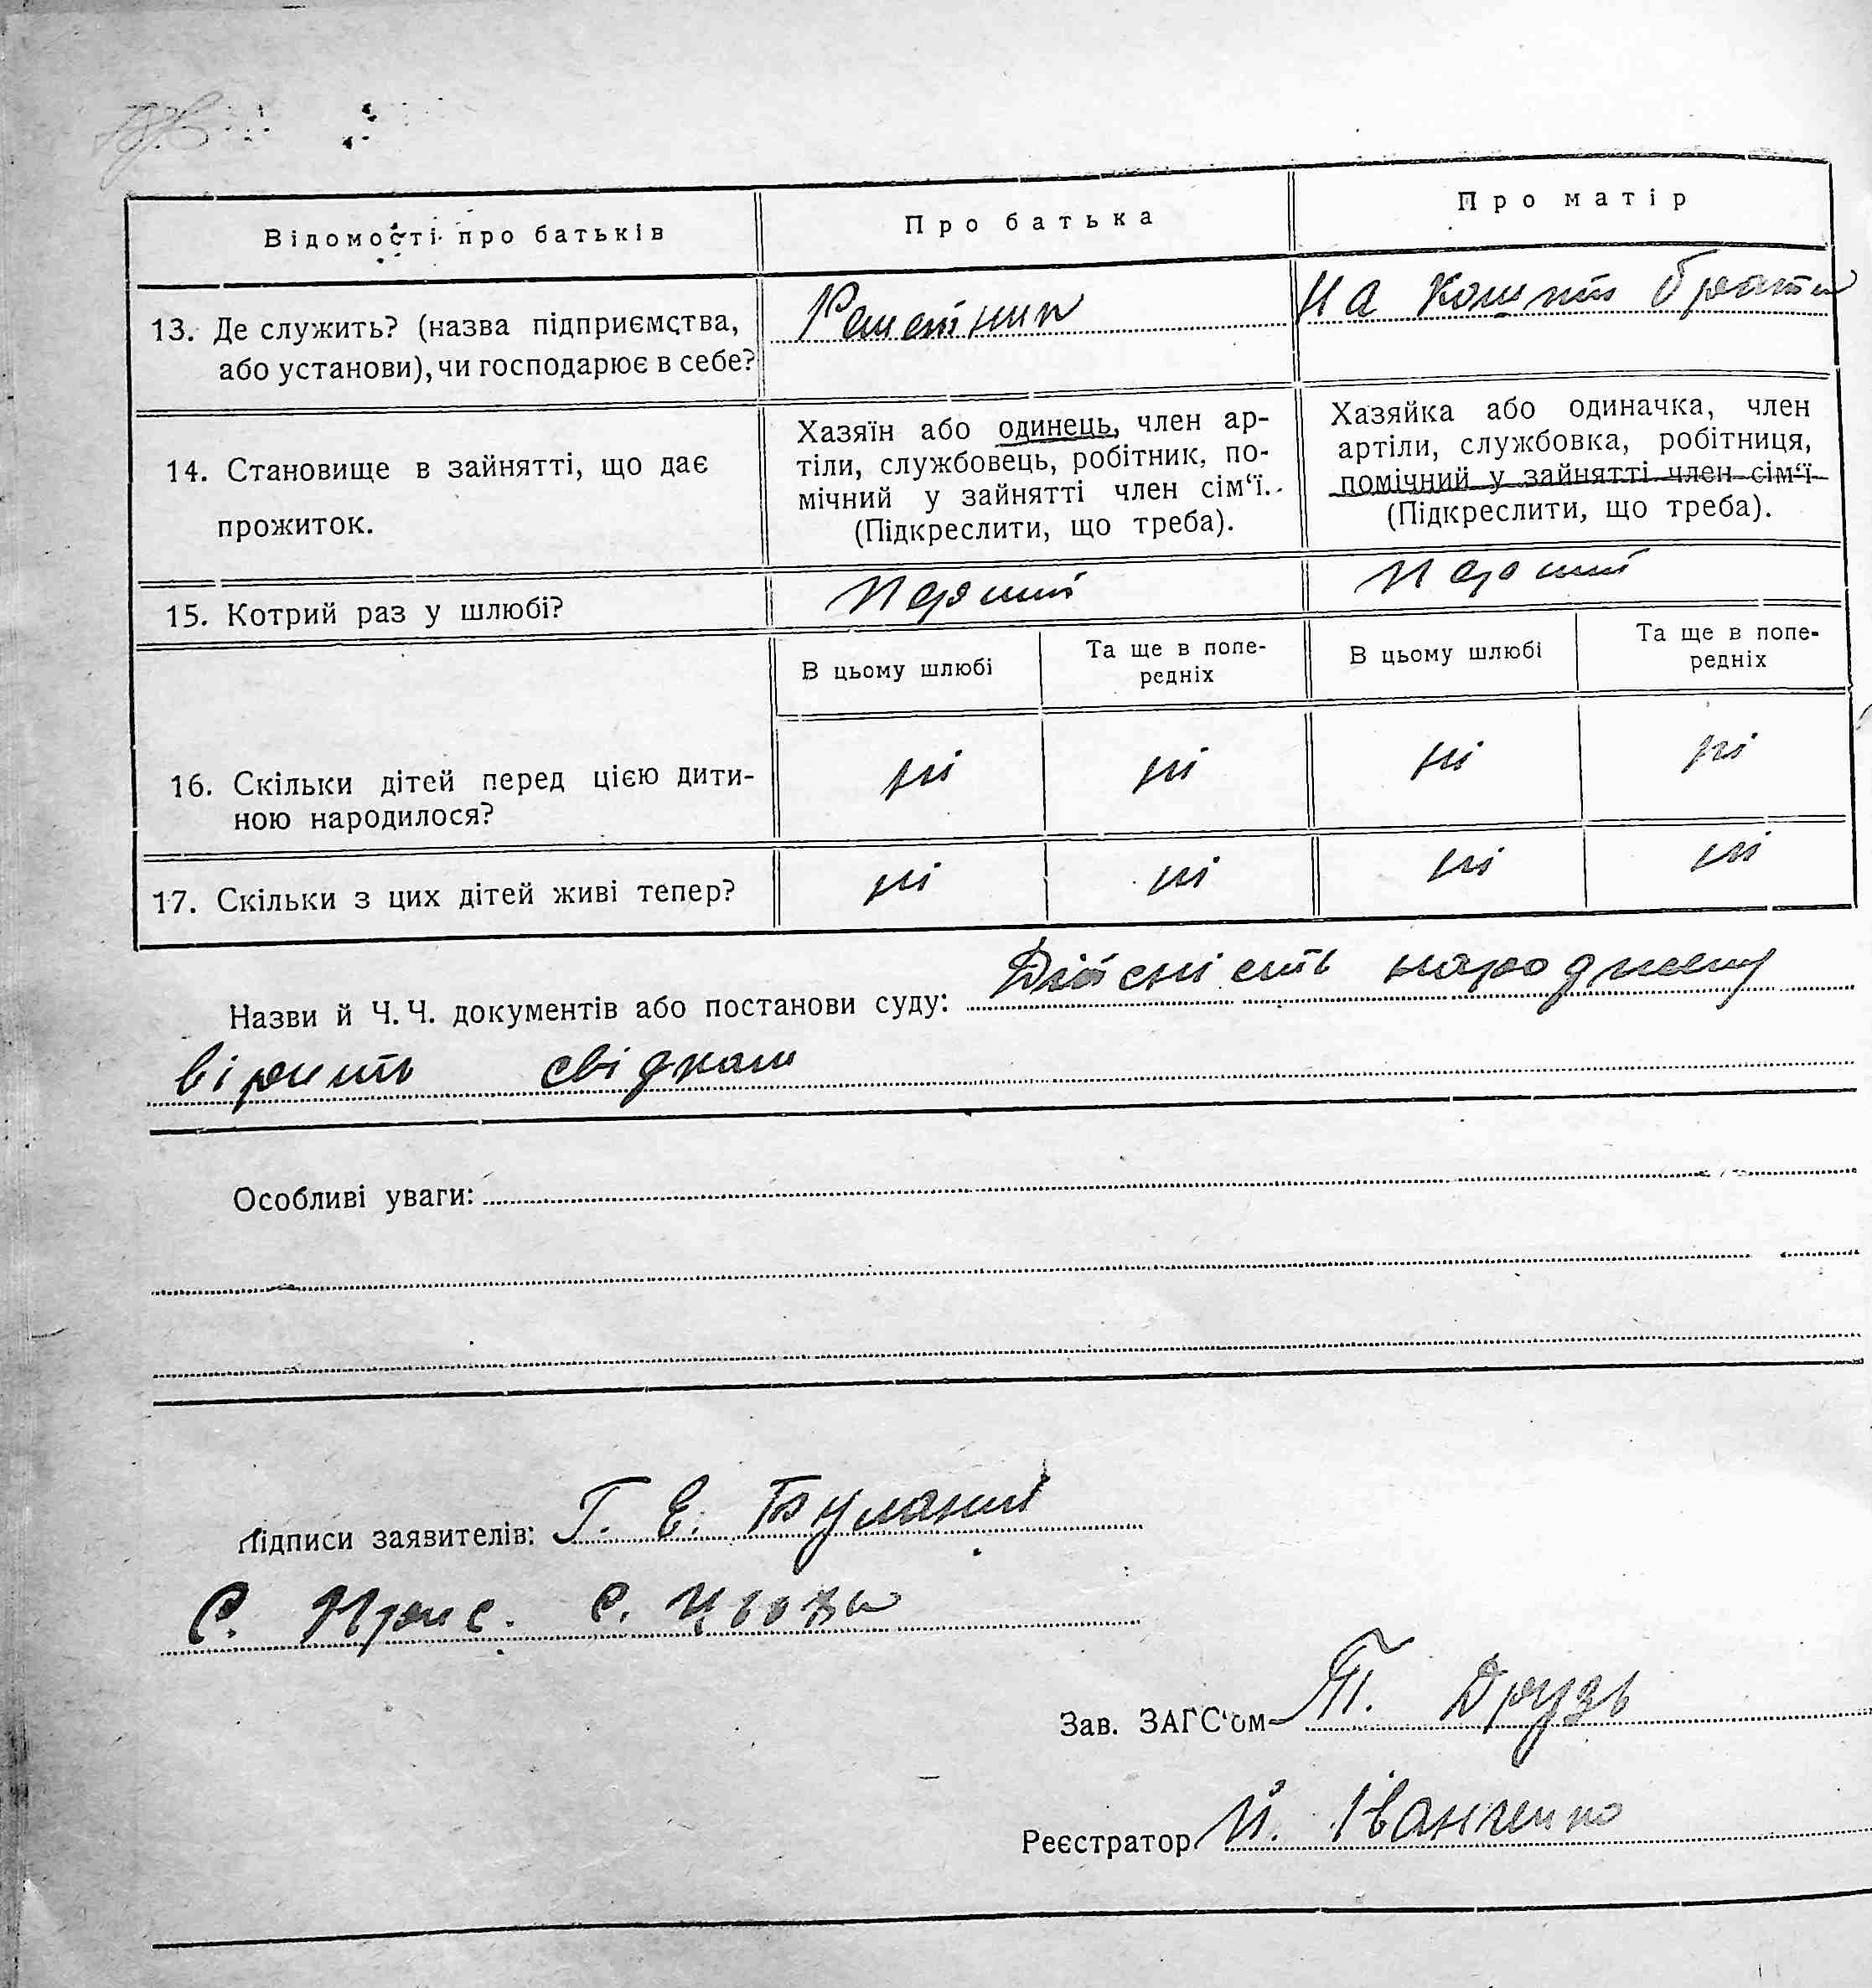 Відомості про батьків
Про батька
Про матір
13. Де служить? (назва підприємства, або установи), чи господарює в себе?
Решетник
На кошти брата
14. Становище в зайнятті, що дає прожиток.
Хазяїн або одинець, член ар-
тіли, службовець, робітник, по-
мічний у зайнятті член сім‘ї.
(Підкреслити, що треба).
Хазяйка або одиначка, член
артіли, службовка, робітниця,
помічний у зайнятті член сім‘ї
(Підкреслити, що треба).
15. Котрий раз у шлюбі?
Перший
Перший
В цьому шлюбі
Та ще в попе-
редніх
В цьому шлюбі
Та ще в попе-
редніх
16. Скільки дітей перед цією дити-
ною народилося?
ні ні ні ні
17. Скільки з цих дітей живі тепер?
ні ні ні ні
Назви й Ч. Ч. документів або постанови суду: Дійсність народжену
вірить свідкам
Особливі уваги:
Підписи заявителів: Г. Е. Буланий
С. С.
Зав. ЗАГС‘ом П. Друзь
Реєстратор Й. Іванченко